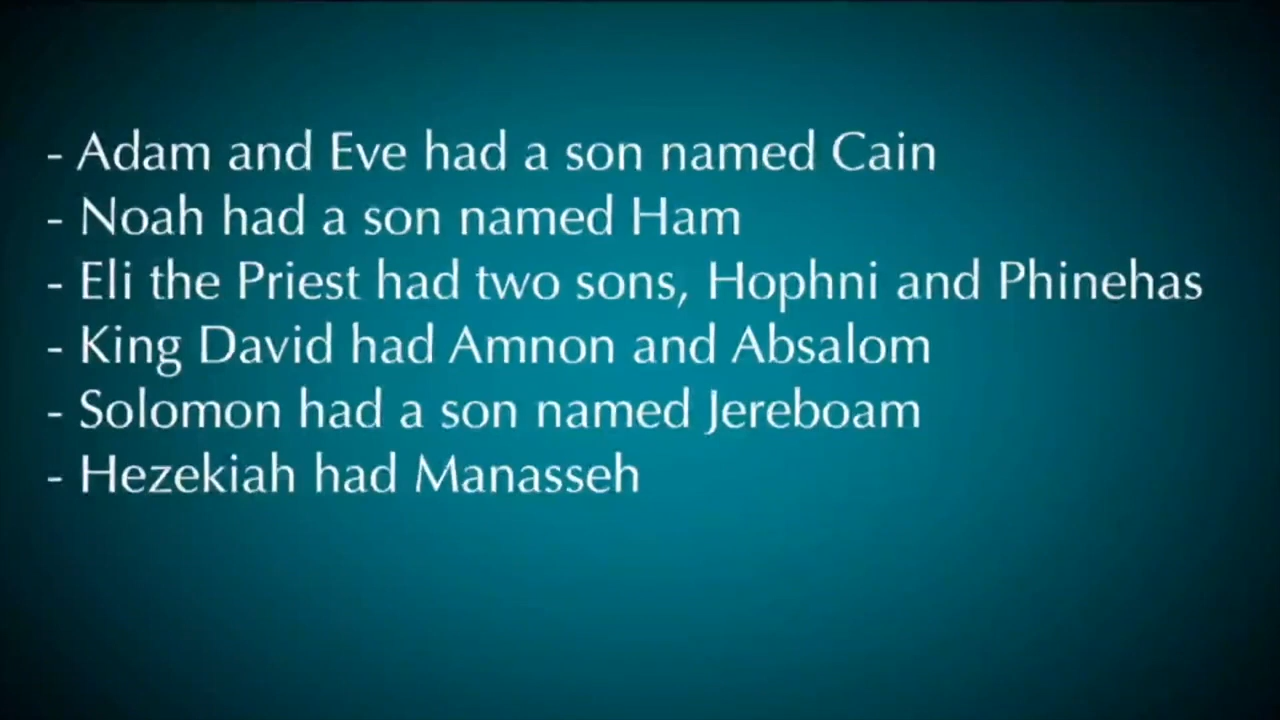 - Adam and Eve had a son named Cain
- Noah had a son named Ham
- Eli the Priest had two sons, Hophni and Phinehas
- King David had Amnon and Absalom
- Solomon had a son named Jereboam
- Hezekiah had Manasseh